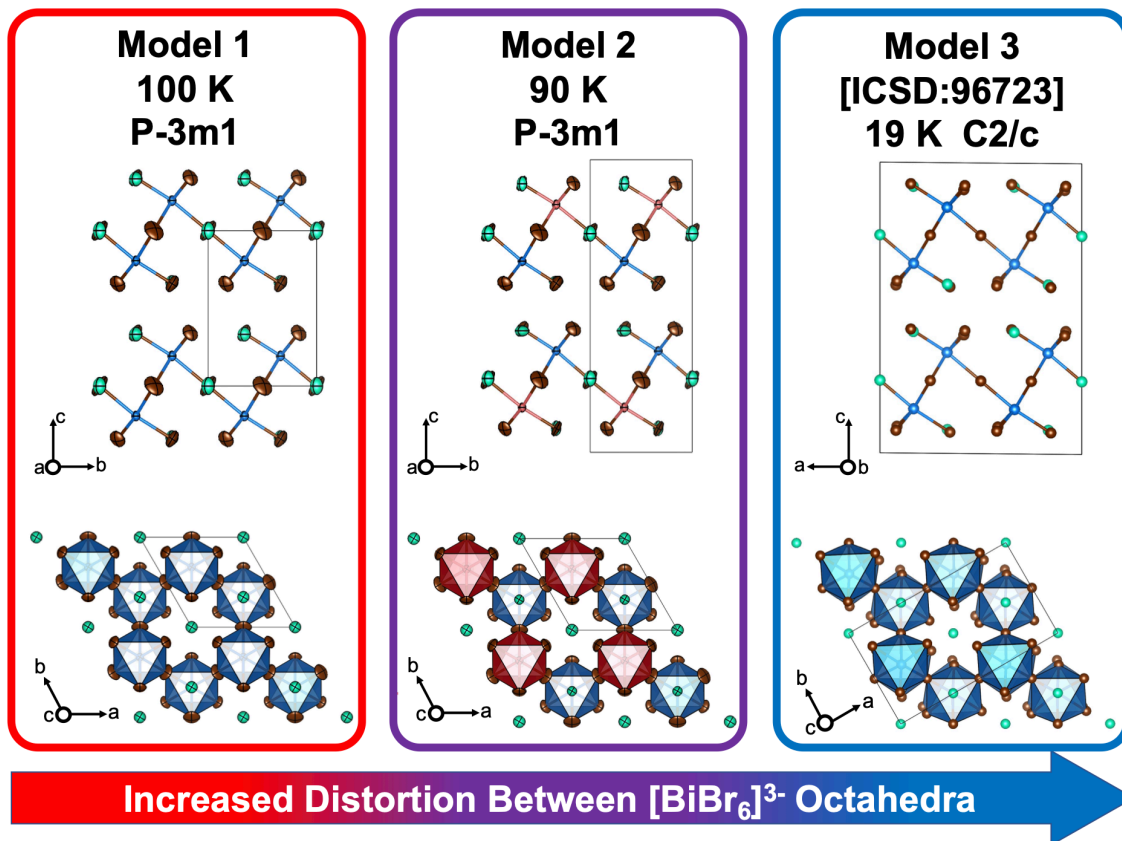 Model 1
100 K
P-3m1
c
a
b
b
c
a
Model 2
90 K
P-3m1
c
a
b
b
c
a
Model 3
[ICSD:96723]
19 K C2/c
c
a
b
b
c
a
Increased Distortion Between [BiBr₆]³⁻ Octahedra